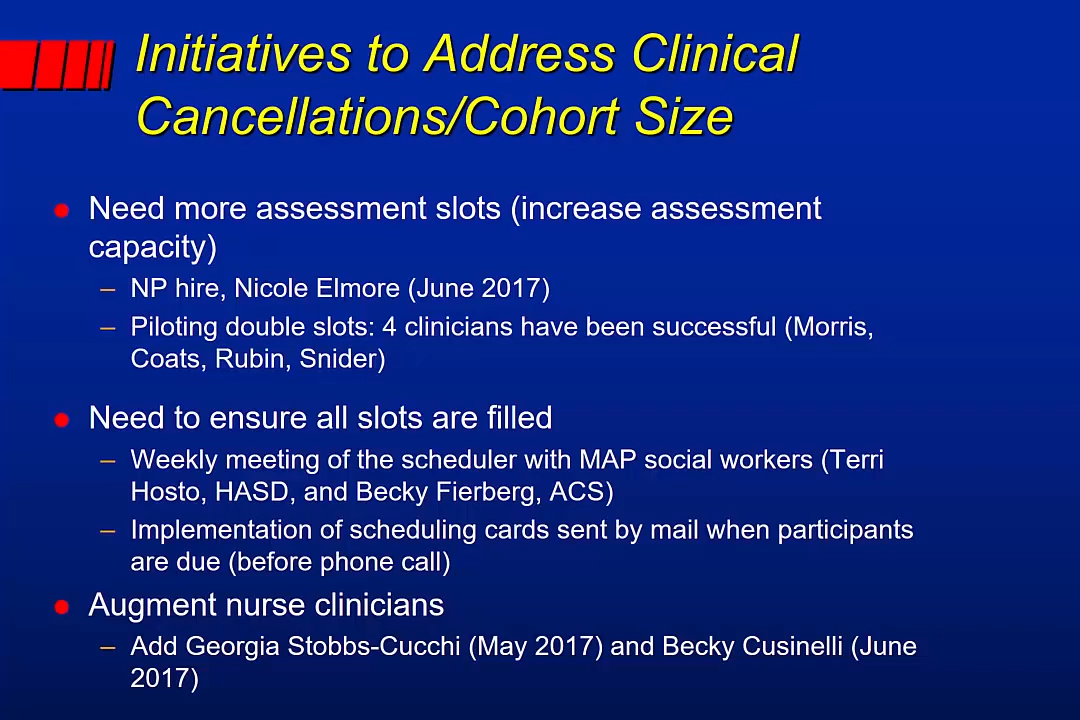 Initiatives to Address Clinical
Cancellations/Cohort Size
● Need more assessment slots (increase assessment
capacity)
– NP hire, Nicole Elmore (June 2017)
– Piloting double slots: 4 clinicians have been successful (Morris,
Coats, Rubin, Snider)
● Need to ensure all slots are filled
– Weekly meeting of the scheduler with MAP social workers (Terri
Hosto, HASD, and Becky Fierberg, ACS)
– Implementation of scheduling cards sent by mail when participants
are due (before phone call)
● Augment nurse clinicians
– Add Georgia Stobbs-Cucchi (May 2017) and Becky Cusinelli (June
2017)